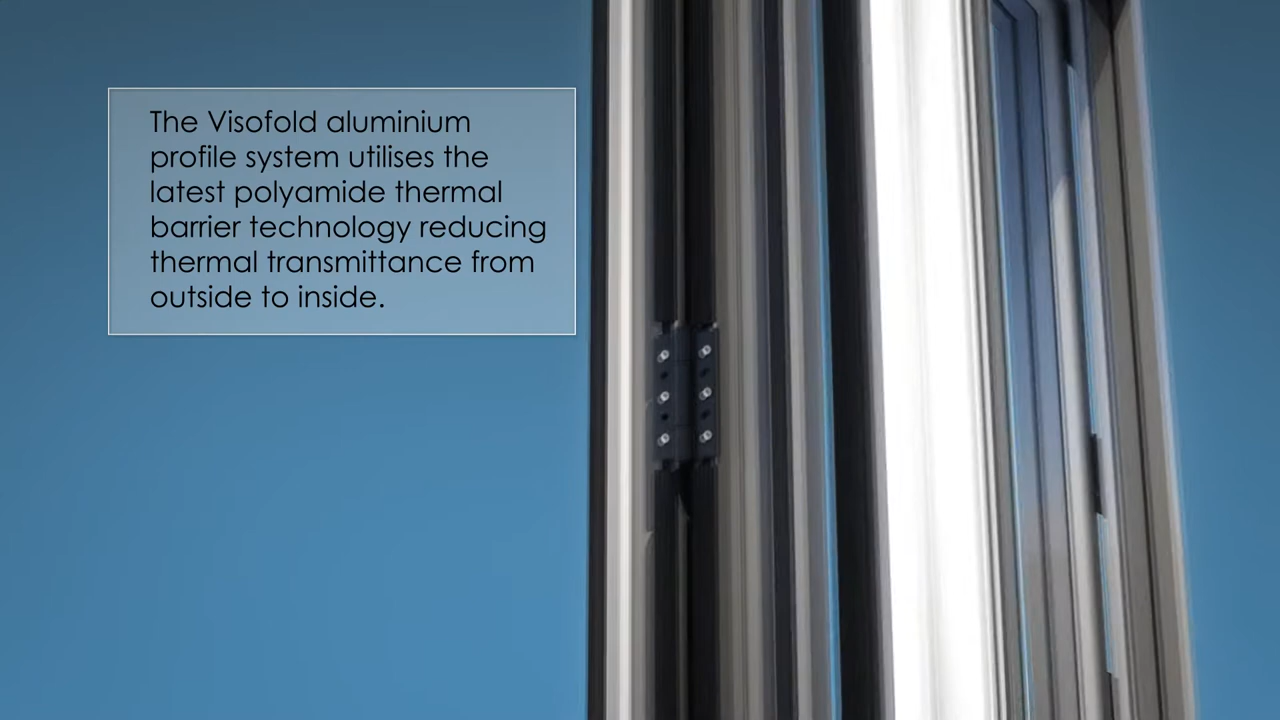 The Visofold aluminium
profile system utilises the
latest polyamide thermal
barrier technology reducing
thermal transmittance from
outside to inside.